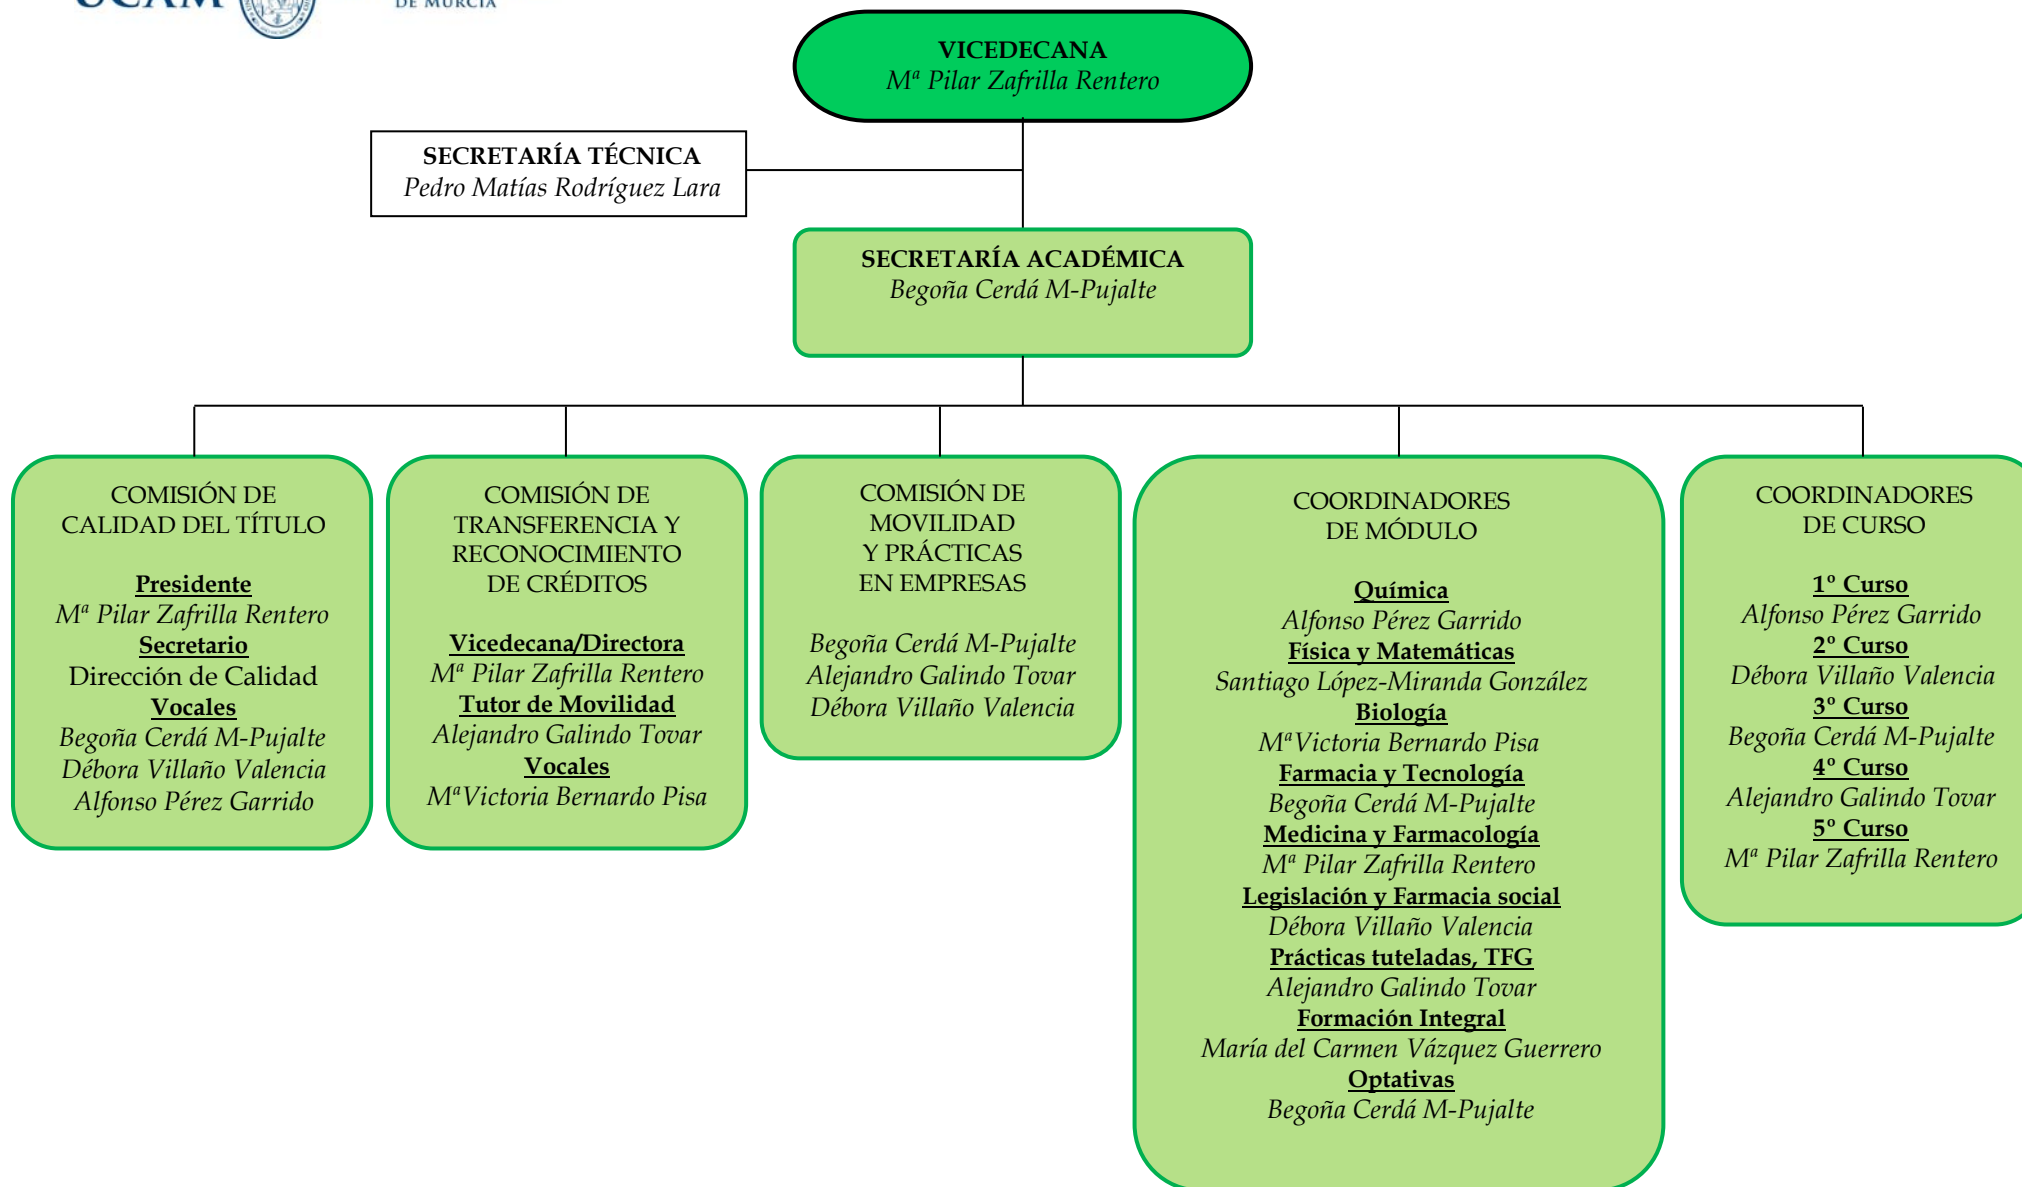 UCAM
DE MURCIA
VICEDECANA
Mª Pilar Zafrilla Rentero
SECRETARÍA TÉCNICA
Pedro Matías Rodríguez Lara
SECRETARÍA ACADÉMICA
Begoña Cerdá M-Pujalte
COMISIÓN DE
CALIDAD DEL TÍTULO
Presidente
Mª Pilar Zafrilla Rentero
Secretario
Dirección de Calidad
Vocales
Begoña Cerdá M-Pujalte
Débora Villaño Valencia
Alfonso Pérez Garrido
COMISIÓN DE
TRANSFERENCIA Y
RECONOCIMIENTO
DE CRÉDITOS
Vicedecana/Directora
Mª Pilar Zafrilla Rentero
Tutor de Movilidad
Alejandro Galindo Tovar
Vocales
MªVictoria Bernardo Pisa
COMISIÓN DE
MOVILIDAD
Y PRÁCTICAS
EN EMPRESAS
Begoña Cerdá M-Pujalte
Alejandro Galindo Tovar
Débora Villaño Valencia
COORDINADORES
DE MÓDULO
Química
Alfonso Pérez Garrido
Física y Matemáticas
Santiago López-Miranda González
Biología
MªVictoria Bernardo Pisa
Farmacia y Tecnología
Begoña Cerdá M-Pujalte
Medicina y Farmacología
Mª Pilar Zafrilla Rentero
Legislación y Farmacia social
Débora Villaño Valencia
Prácticas tuteladas, TFG
Alejandro Galindo Tovar
Formación Integral
María del Carmen Vázquez Guerrero
Optativas
Begoña Cerdá M-Pujalte
COORDINADORES
DE CURSO
1º Curso
Alfonso Pérez Garrido
2º Curso
Débora Villaño Valencia
3º Curso
Begoña Cerdá M-Pujalte
4º Curso
Alejandro Galindo Tovar
5º Curso
Mª Pilar Zafrilla Rentero